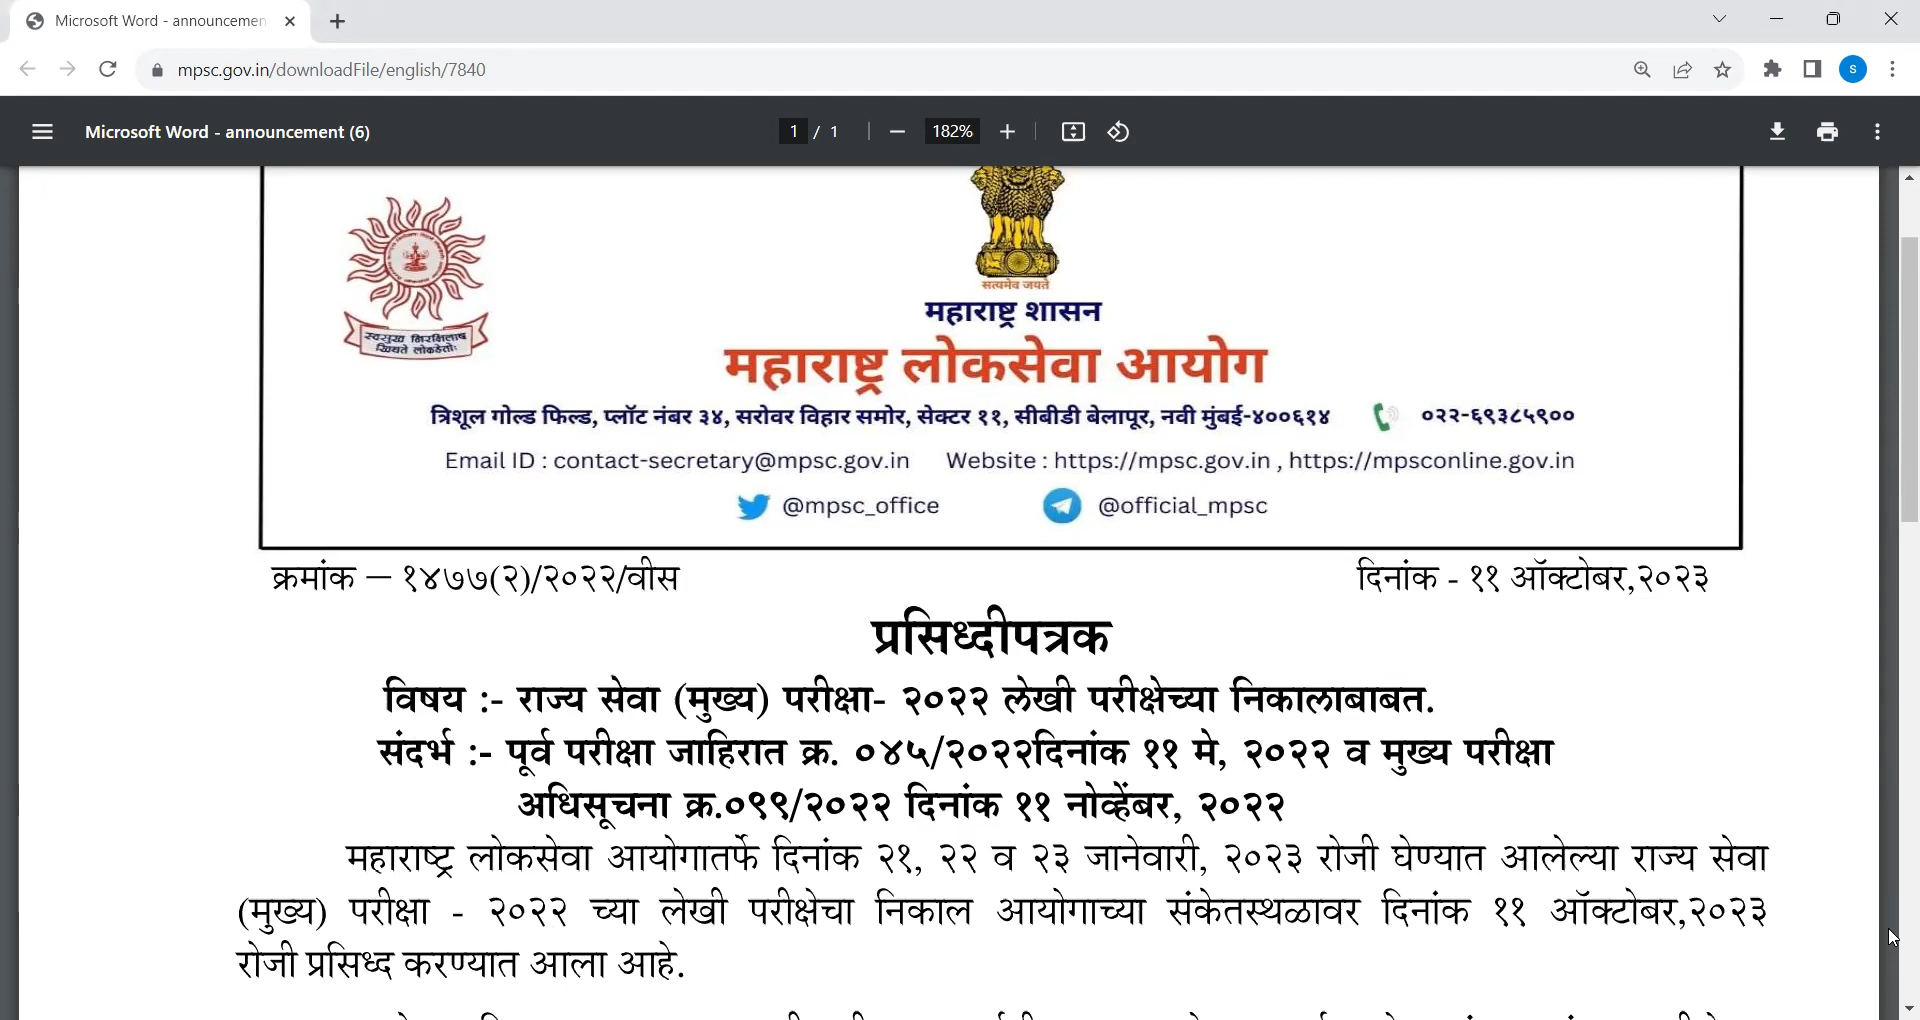 Microsoft Word - announcemen
mpsc.gov.in/downloadFile/english/7840
S
Microsoft Word - announcement (6)
1 / 1
182%
सत्यमेव जयते
महाराष्ट्र शासन
महाराष्ट्र लोकसेवा आयोग
त्रिशूल गोल्ड फिल्ड, प्लॉट नंबर ३४, सरोवर विहार समोर, सेक्टर ११, सीबीडी बेलापूर, नवी मुंबई-४००६१४ ०२२-६९३८५९००
Email ID : contact-secretary@mpsc.gov.in Website : https://mpsc.gov.in , https://mpsconline.gov.in
@mpsc_office @official_mpsc
क्रमांक – १४७७(२)/२०२२/वीस दिनांक - ११ ऑक्टोबर,२०२३
प्रसिध्दीपत्रक
विषय :- राज्य सेवा (मुख्य) परीक्षा- २०२२ लेखी परीक्षेच्या निकालाबाबत.
संदर्भ :- पूर्व परीक्षा जाहिरात क्र. ०४५/२०२२दिनांक ११ मे, २०२२ व मुख्य परीक्षा
अधिसूचना क्र.०९९/२०२२ दिनांक ११ नोव्हेंबर, २०२२
महाराष्ट्र लोकसेवा आयोगातर्फे दिनांक २१, २२ व २३ जानेवारी, २०२३ रोजी घेण्यात आलेल्या राज्य सेवा
(मुख्य) परीक्षा - २०२२ च्या लेखी परीक्षेचा निकाल आयोगाच्या संकेतस्थळावर दिनांक ११ ऑक्टोबर,२०२३
रोजी प्रसिध्द करण्यात आला आहे.